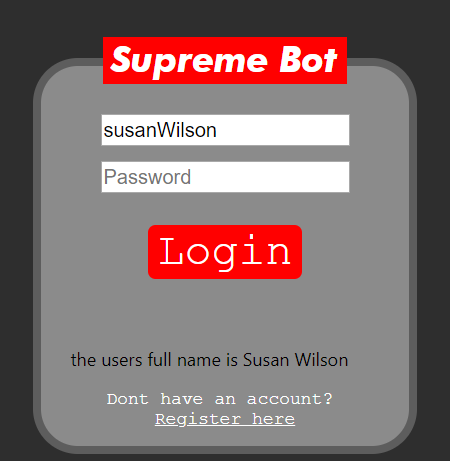 Supreme Bot
susanWilson
Password
Login
the users full name is Susan Wilson
Dont have an account?
Register here